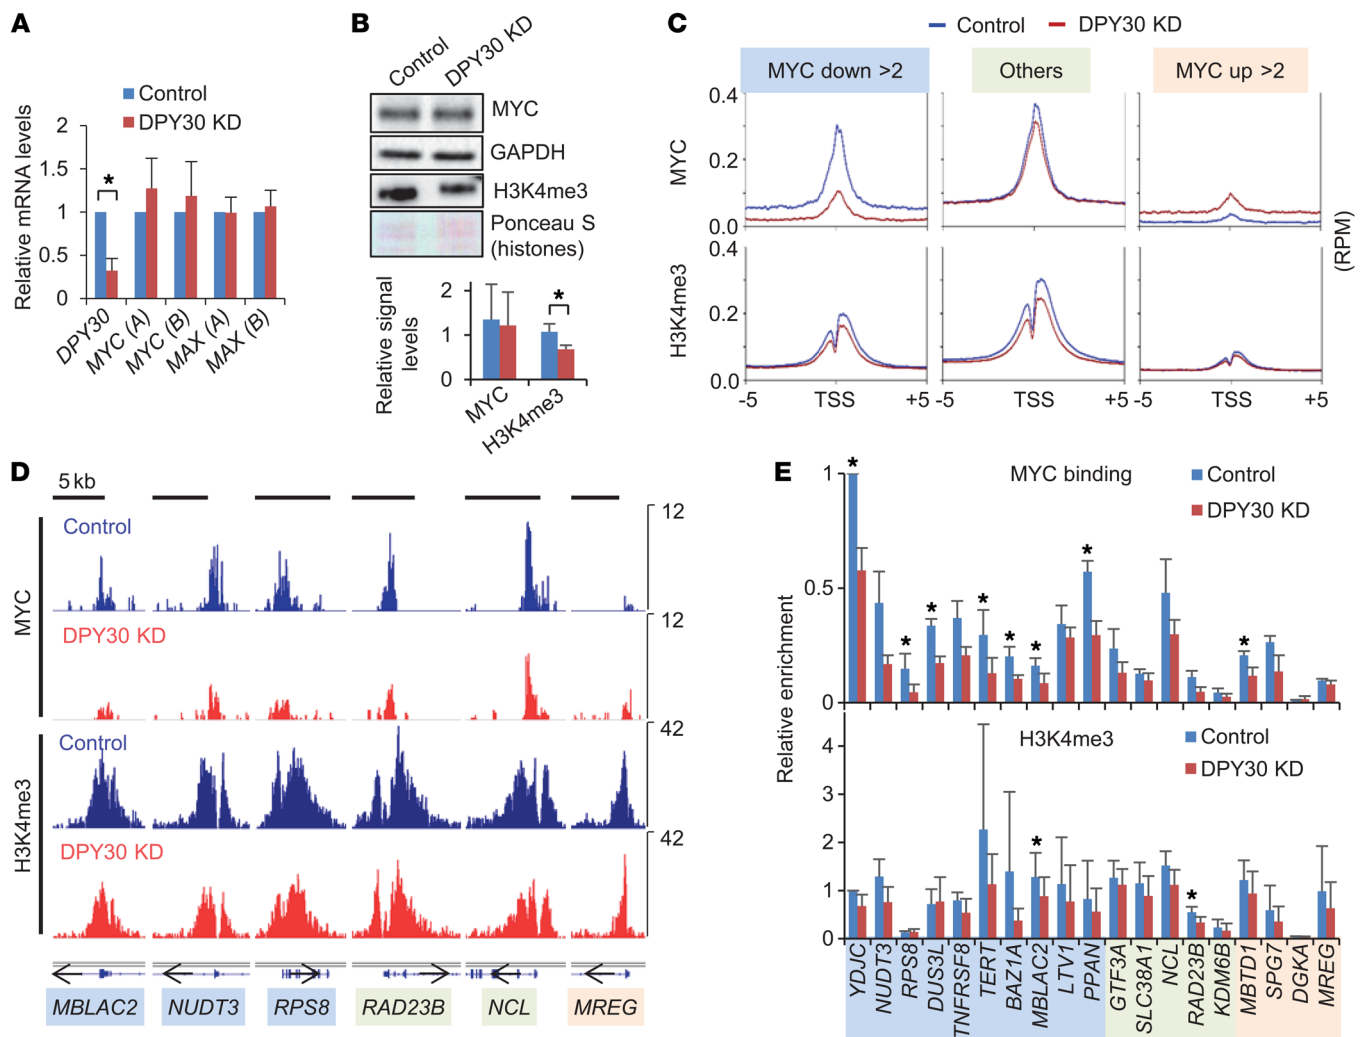 A
Control
DPY30 KD
Relative mRNA levels
2
1.5
1
0.5
0
*
DPY30
MYC (A)
MYC (B)
MAX (A)
MAX (B)
B
Control
DPY30 KD
MYC
GAPDH
H3K4me3
Ponceau S
(histones)
Relative signal
levels
2
1
0
*
MYC
H3K4me3
C
Control
DPY30 KD
MYC down >2
Others
MYC up >2
MYC
0.4
0.2
0.0
H3K4me3
0.4
0.2
0.0
(RPM)
-5
TSS
+5
-5
TSS
+5
-5
TSS
+5
D
5 kb
MYC
Control
12
DPY30 KD
12
H3K4me3
Control
42
DPY30 KD
42
MBLAC2
NUDT3
RPS8
RAD23B
NCL
MREG
E
Relative enrichment
MYC binding
Control
DPY30 KD
1
0.5
0
*
*
*
*
*
*
*
*
H3K4me3
Control
DPY30 KD
4
3
2
1
0
*
*
YDJC
NUDT3
RPS8
DUS3L
TNFRSF8
TERT
BAZ1A
MBLAC2
LTV1
PPAN
GTF3A
SLC38A1
NCL
RAD23B
KDM6B
MBTD1
SPG7
DGKA
MREG